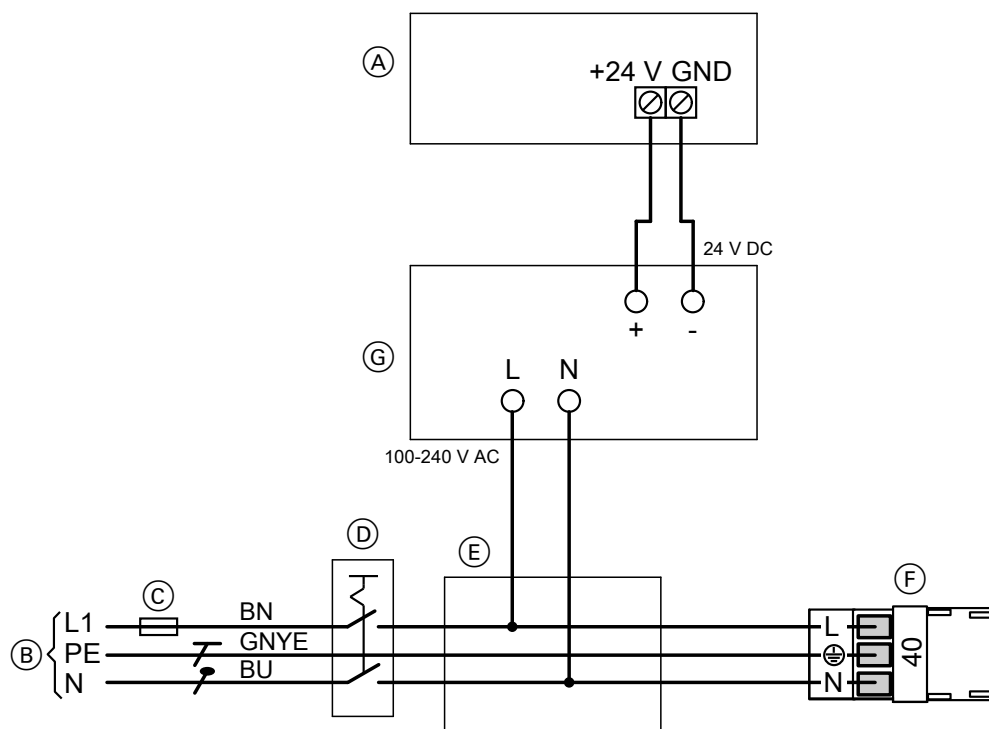 A
+24 V GND
24 V DC
+ -
G
L N
100-240 V AC
D
E
C
F
B
L1
BN
L
PE
GNYE
40
N
BU
N